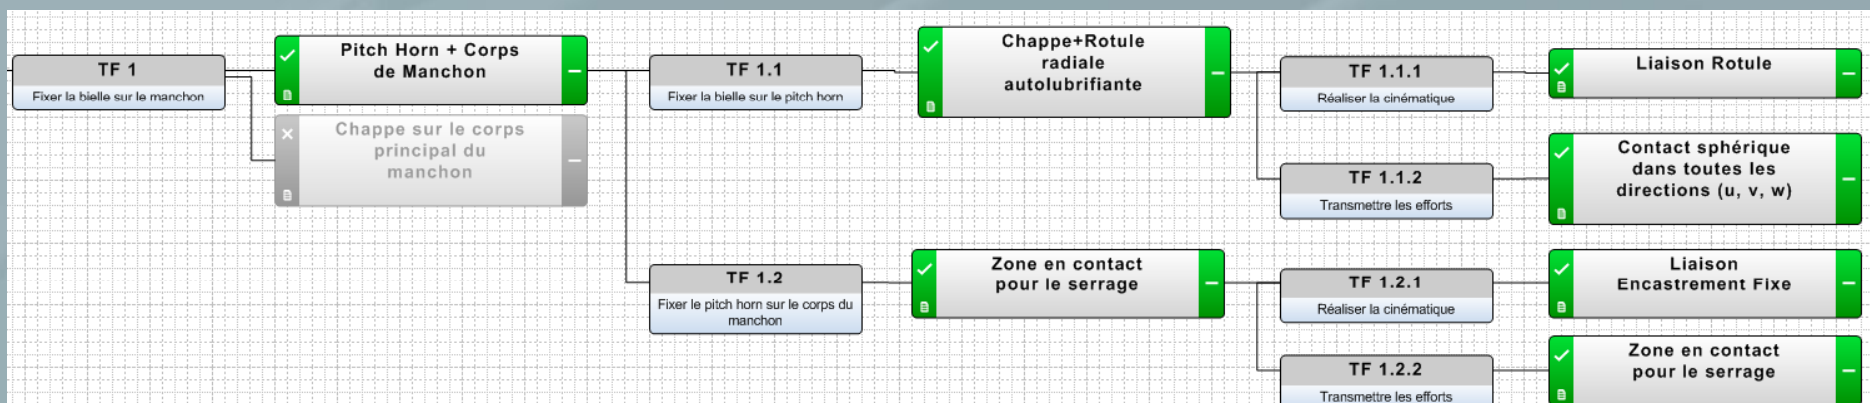 TF 1
Fixer la bielle sur le manchon
Pitch Horn + Corps
de Manchon
Chappe sur le corps
principal du
manchon
TF 1.1
Fixer la bielle sur le pitch horn
Chappe+Rotule
radiale
autolubrifiante
TF 1.1.1
Réaliser la cinématique
Liaison Rotule
TF 1.1.2
Transmettre les efforts
Contact sphérique
dans toutes les
directions (u, v, w)
TF 1.2
Fixer le pitch horn sur le corps du
manchon
Zone en contact
pour le serrage
TF 1.2.1
Réaliser la cinématique
Liaison
Encastrement Fixe
TF 1.2.2
Transmettre les efforts
Zone en contact
pour le serrage